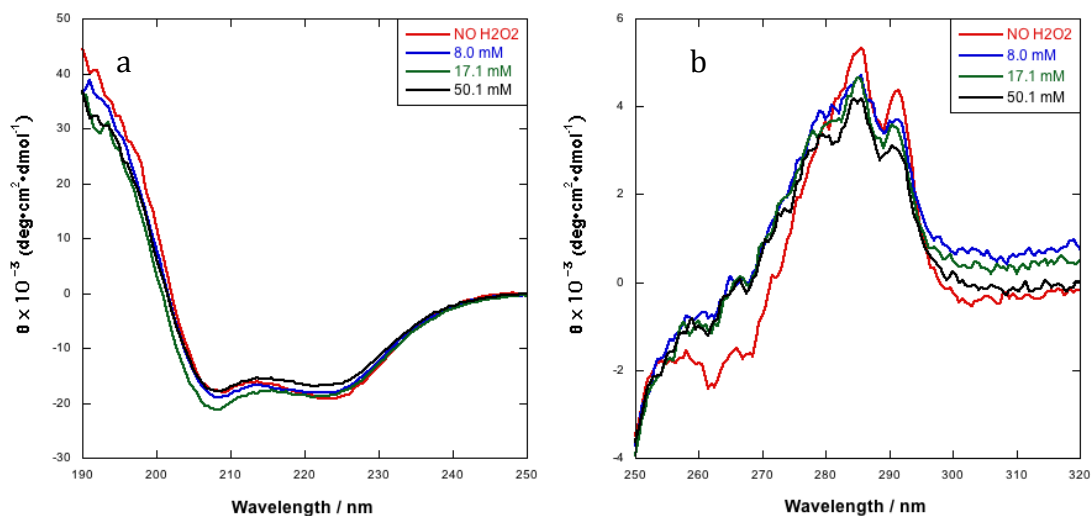 a
NO H2O2
8.0 mM
17.1 mM
50.1 mM
50
40
30
20
10
0
-10
-20
-30
190
200
210
220
230
240
250
Wavelength / nm
θ × 10⁻³ (deg•cm²•dmol⁻¹)
b
NO H2O2
8.0 mM
17.1 mM
50.1 mM
6
4
2
0
-2
-4
250
260
270
280
290
300
310
320
Wavelength / nm
θ × 10⁻³ (deg•cm²•dmol⁻¹)